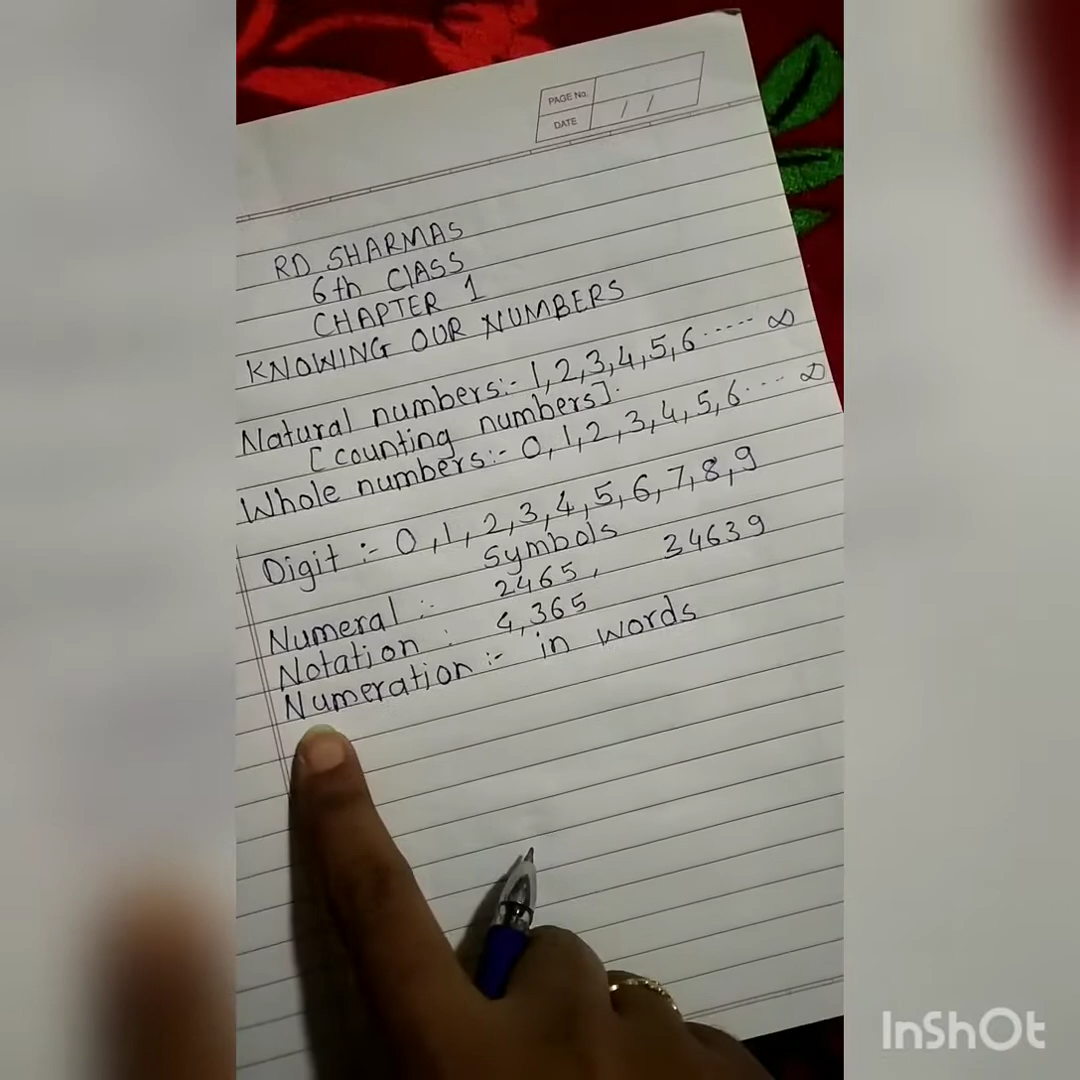 PAGE No.
DATE / /
RD SHARMAS
6th CLASS
CHAPTER 1
KNOWING OUR NUMBERS
Natural numbers:- 1,2,3,4,5,6 ..... ∞
[counting numbers].
Whole numbers:- 0,1,2,3,4,5,6 .... ∞
Digit :- 0,1,2,3,4,5,6,7,8,9
Symbols
Numeral :- 2465, 34639
Notation : 4,365
Numeration :- in words
InShOt